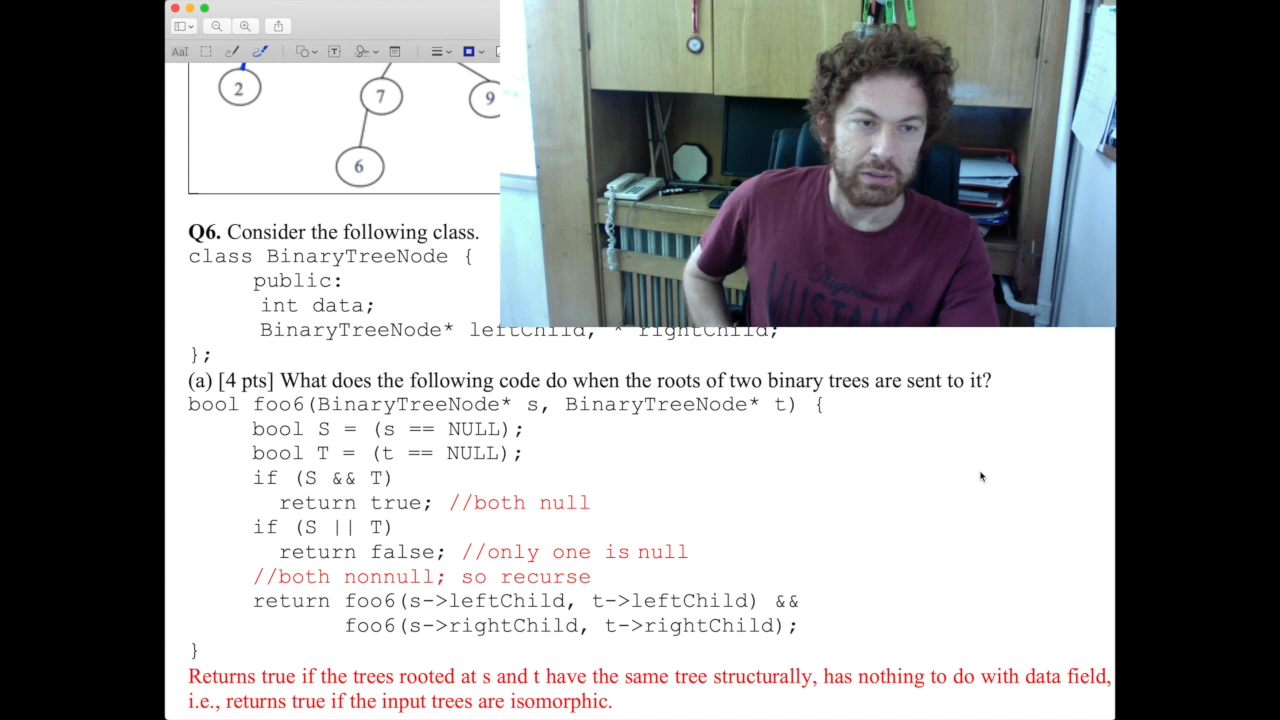 AaI
2
7
9
6
Q6. Consider the following class.
class BinaryTreeNode {
public:
int data;
BinaryTreeNode* leftChild, * rightChild;
};
(a) [4 pts] What does the following code do when the roots of two binary trees are sent to it?
bool foo6(BinaryTreeNode* s, BinaryTreeNode* t) {
bool S = (s == NULL);
bool T = (t == NULL);
if (S && T)
return true; //both null
if (S || T)
return false; //only one is null
//both nonnull; so recurse
return foo6(s->leftChild, t->leftChild) &&
foo6(s->rightChild, t->rightChild);
}
Returns true if the trees rooted at s and t have the same tree structurally, has nothing to do with data field,
i.e., returns true if the input trees are isomorphic.
Original
MUSTANG